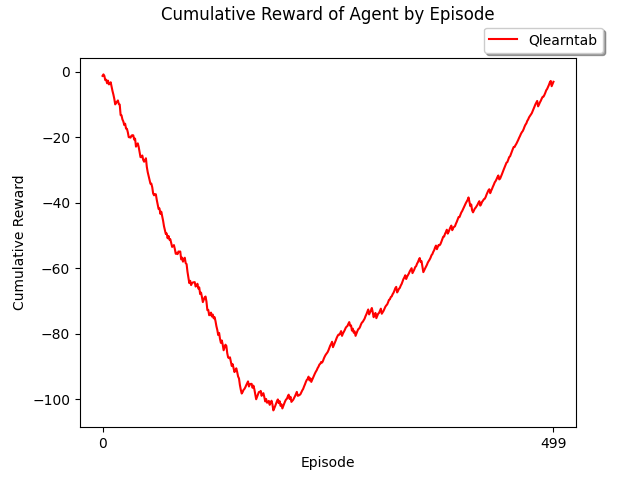 Cumulative Reward of Agent by Episode
Qlearntab
0
−20
−40
−60
−80
−100
Cumulative Reward
0
499
Episode